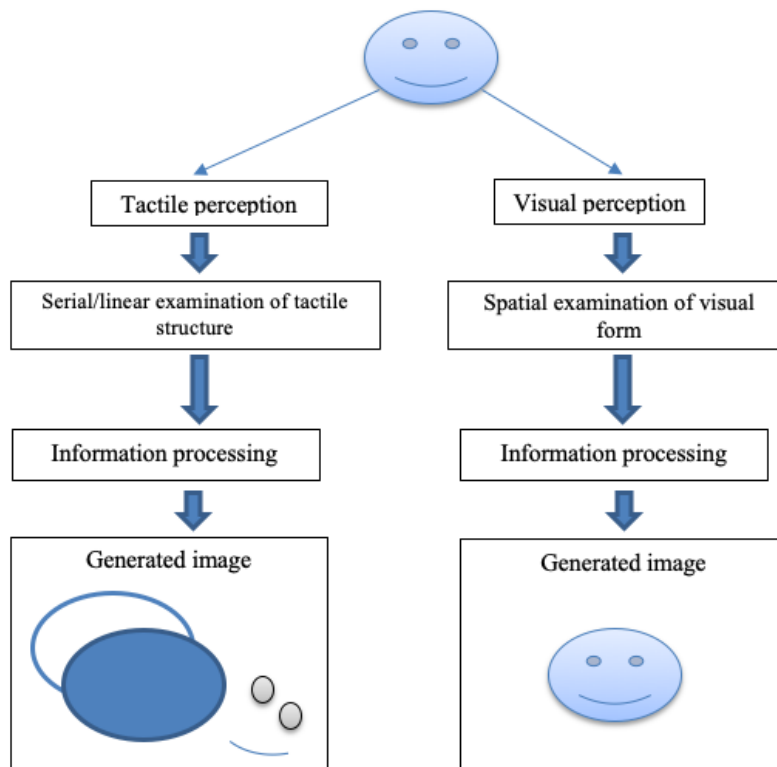 Tactile perception
Visual perception
Serial/linear examination of tactile
structure
Spatial examination of visual
form
Information processing
Information processing
Generated image
Generated image